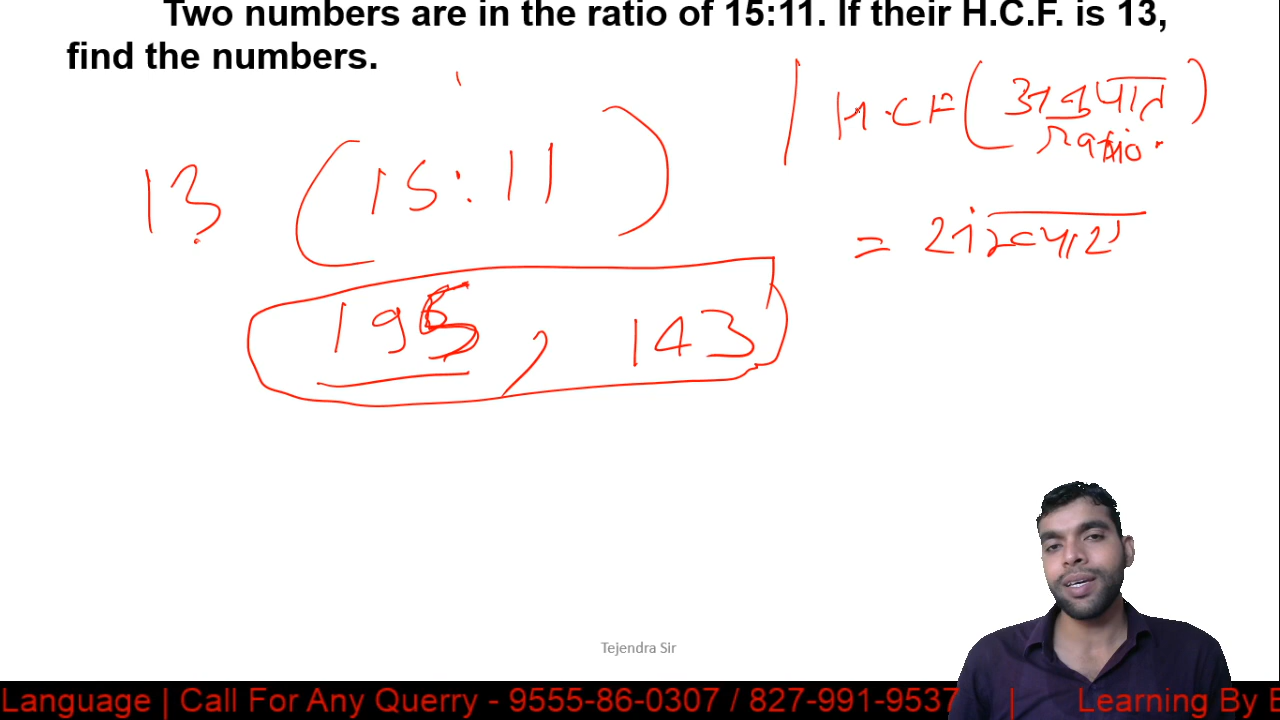 Two numbers are in the ratio of 15:11. If their H.C.F. is 13,
find the numbers.
H.C.F (अनुपात)
ratio
13 (15:11)
= संख्याएं
195, 143
Tejendra Sir
Language | Call For Any Querry - 9555-86-0307 / 827-991-9537 | Learning By E